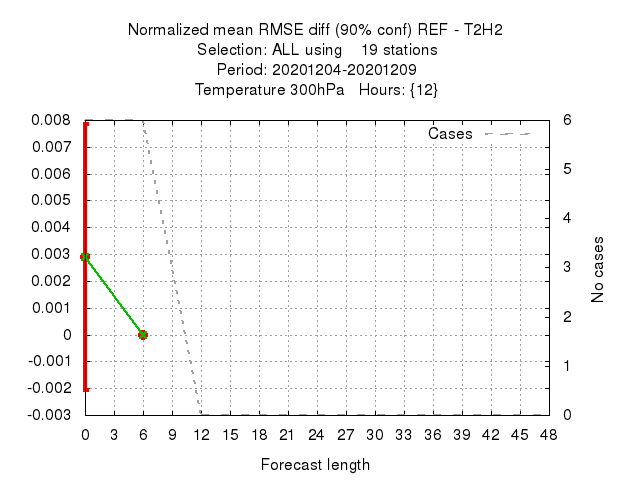 Normalized mean RMSE diff (90% conf) REF - T2H2
Selection: ALL using    19 stations
Period: 20201204-20201209
Temperature 300hPa   Hours: {12}
Cases
0.008
0.007
0.006
0.005
0.004
0.003
0.002
0.001
0
-0.001
-0.002
-0.003
6
5
4
3
2
1
0
No cases
0 3 6 9 12 15 18 21 24 27 30 33 36 39 42 45 48
Forecast length